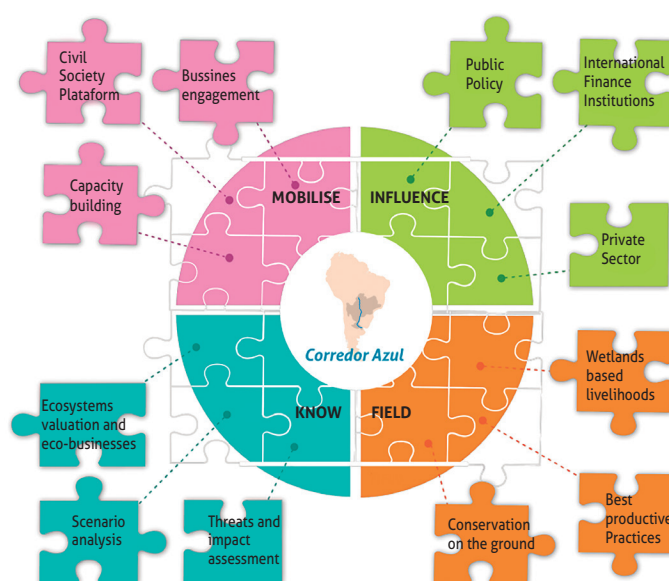 Civil
Society
Plataform
Bussines
engagement
Public
Policy
International
Finance
Institutions
Capacity
building
MOBILISE
INFLUENCE
Private
Sector
Corredor Azul
Wetlands
based
livelihoods
Ecosystems
valuation and
eco-businesses
KNOW
FIELD
Scenario
analysis
Threats and
impact
assessment
Conservation
on the ground
Best
productive
Practices